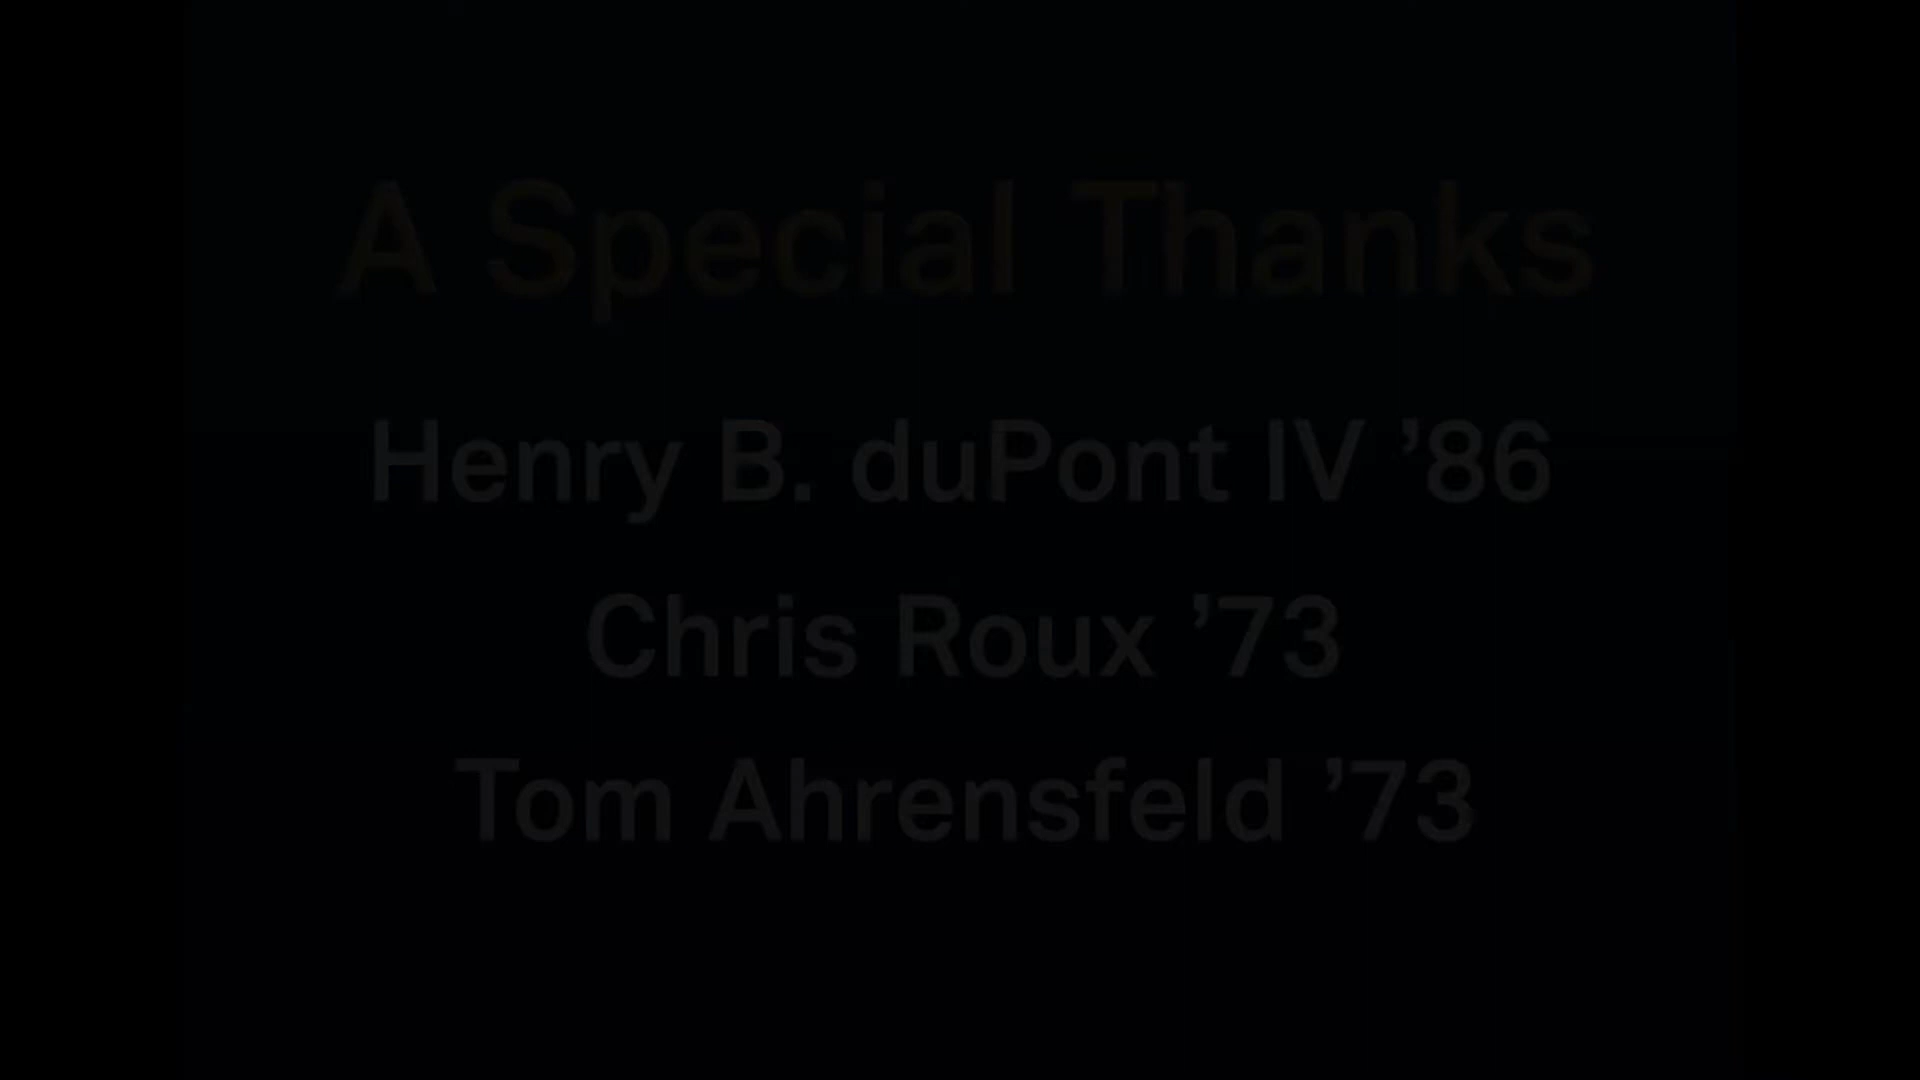 A Special Thanks
Henry B. duPont IV ’86
Chris Roux ’73
Tom Ahrensfeld ’73